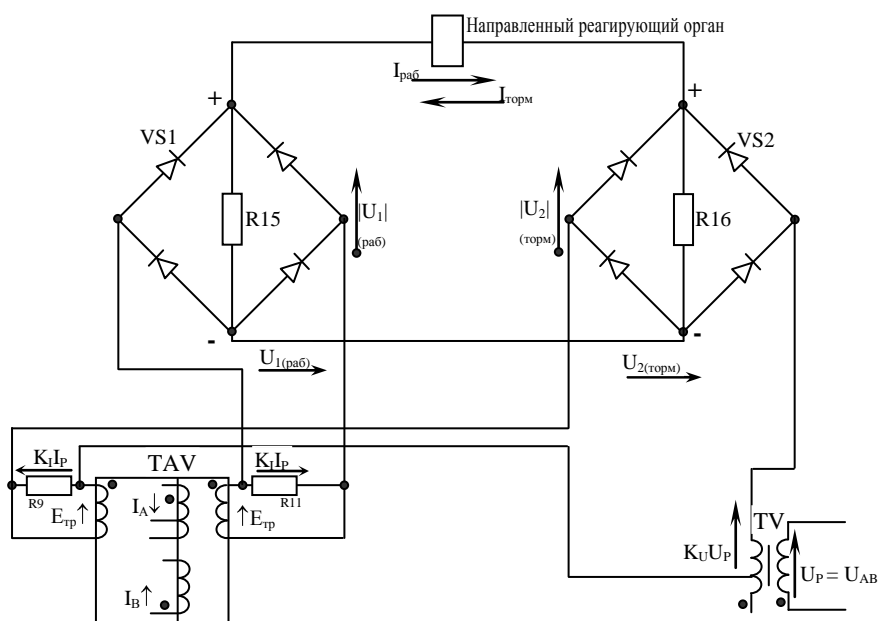 Направленный реагирующий орган
Iраб
Iторм
+
+
VS1
VS2
R15
|U1|
(раб)
|U2|
(торм)
R16
-
-
U1(раб)
U2(торм)
KIIP
TAV
KIIP
R9
R11
Eтр↑
IA↓
↑Eтр
IB↑
TV
KUUP
UP = UAB